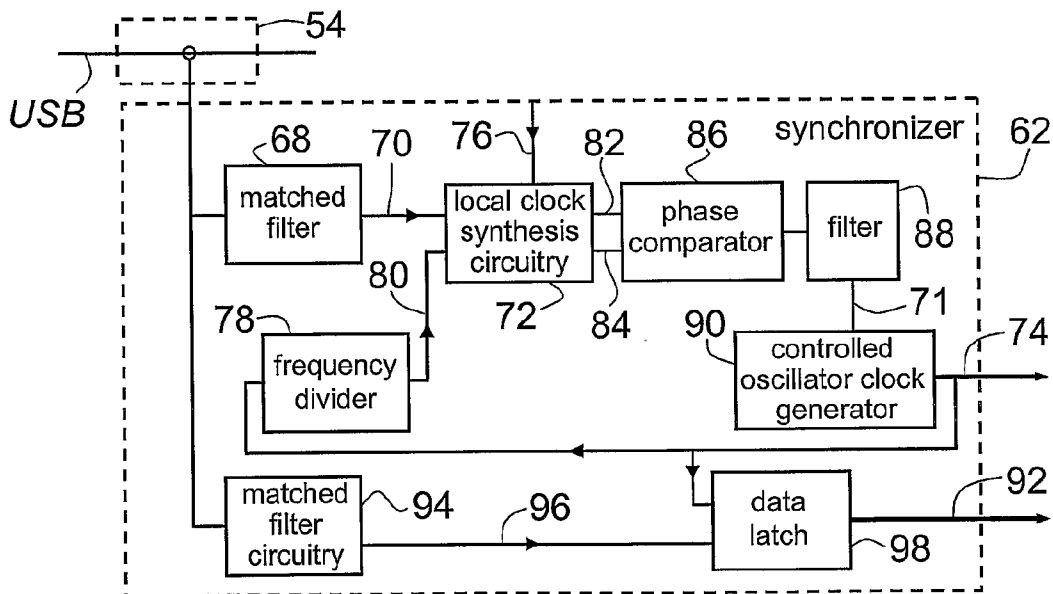 54
USB
synchronizer
62
68
70
76
82
86
matched
filter
local clock
synthesis
circuitry
phase
comparator
filter
88
80
72
84
71
78
90
74
frequency
divider
controlled
oscillator clock
generator
matched
filter
circuitry
94
96
data
latch
92
98